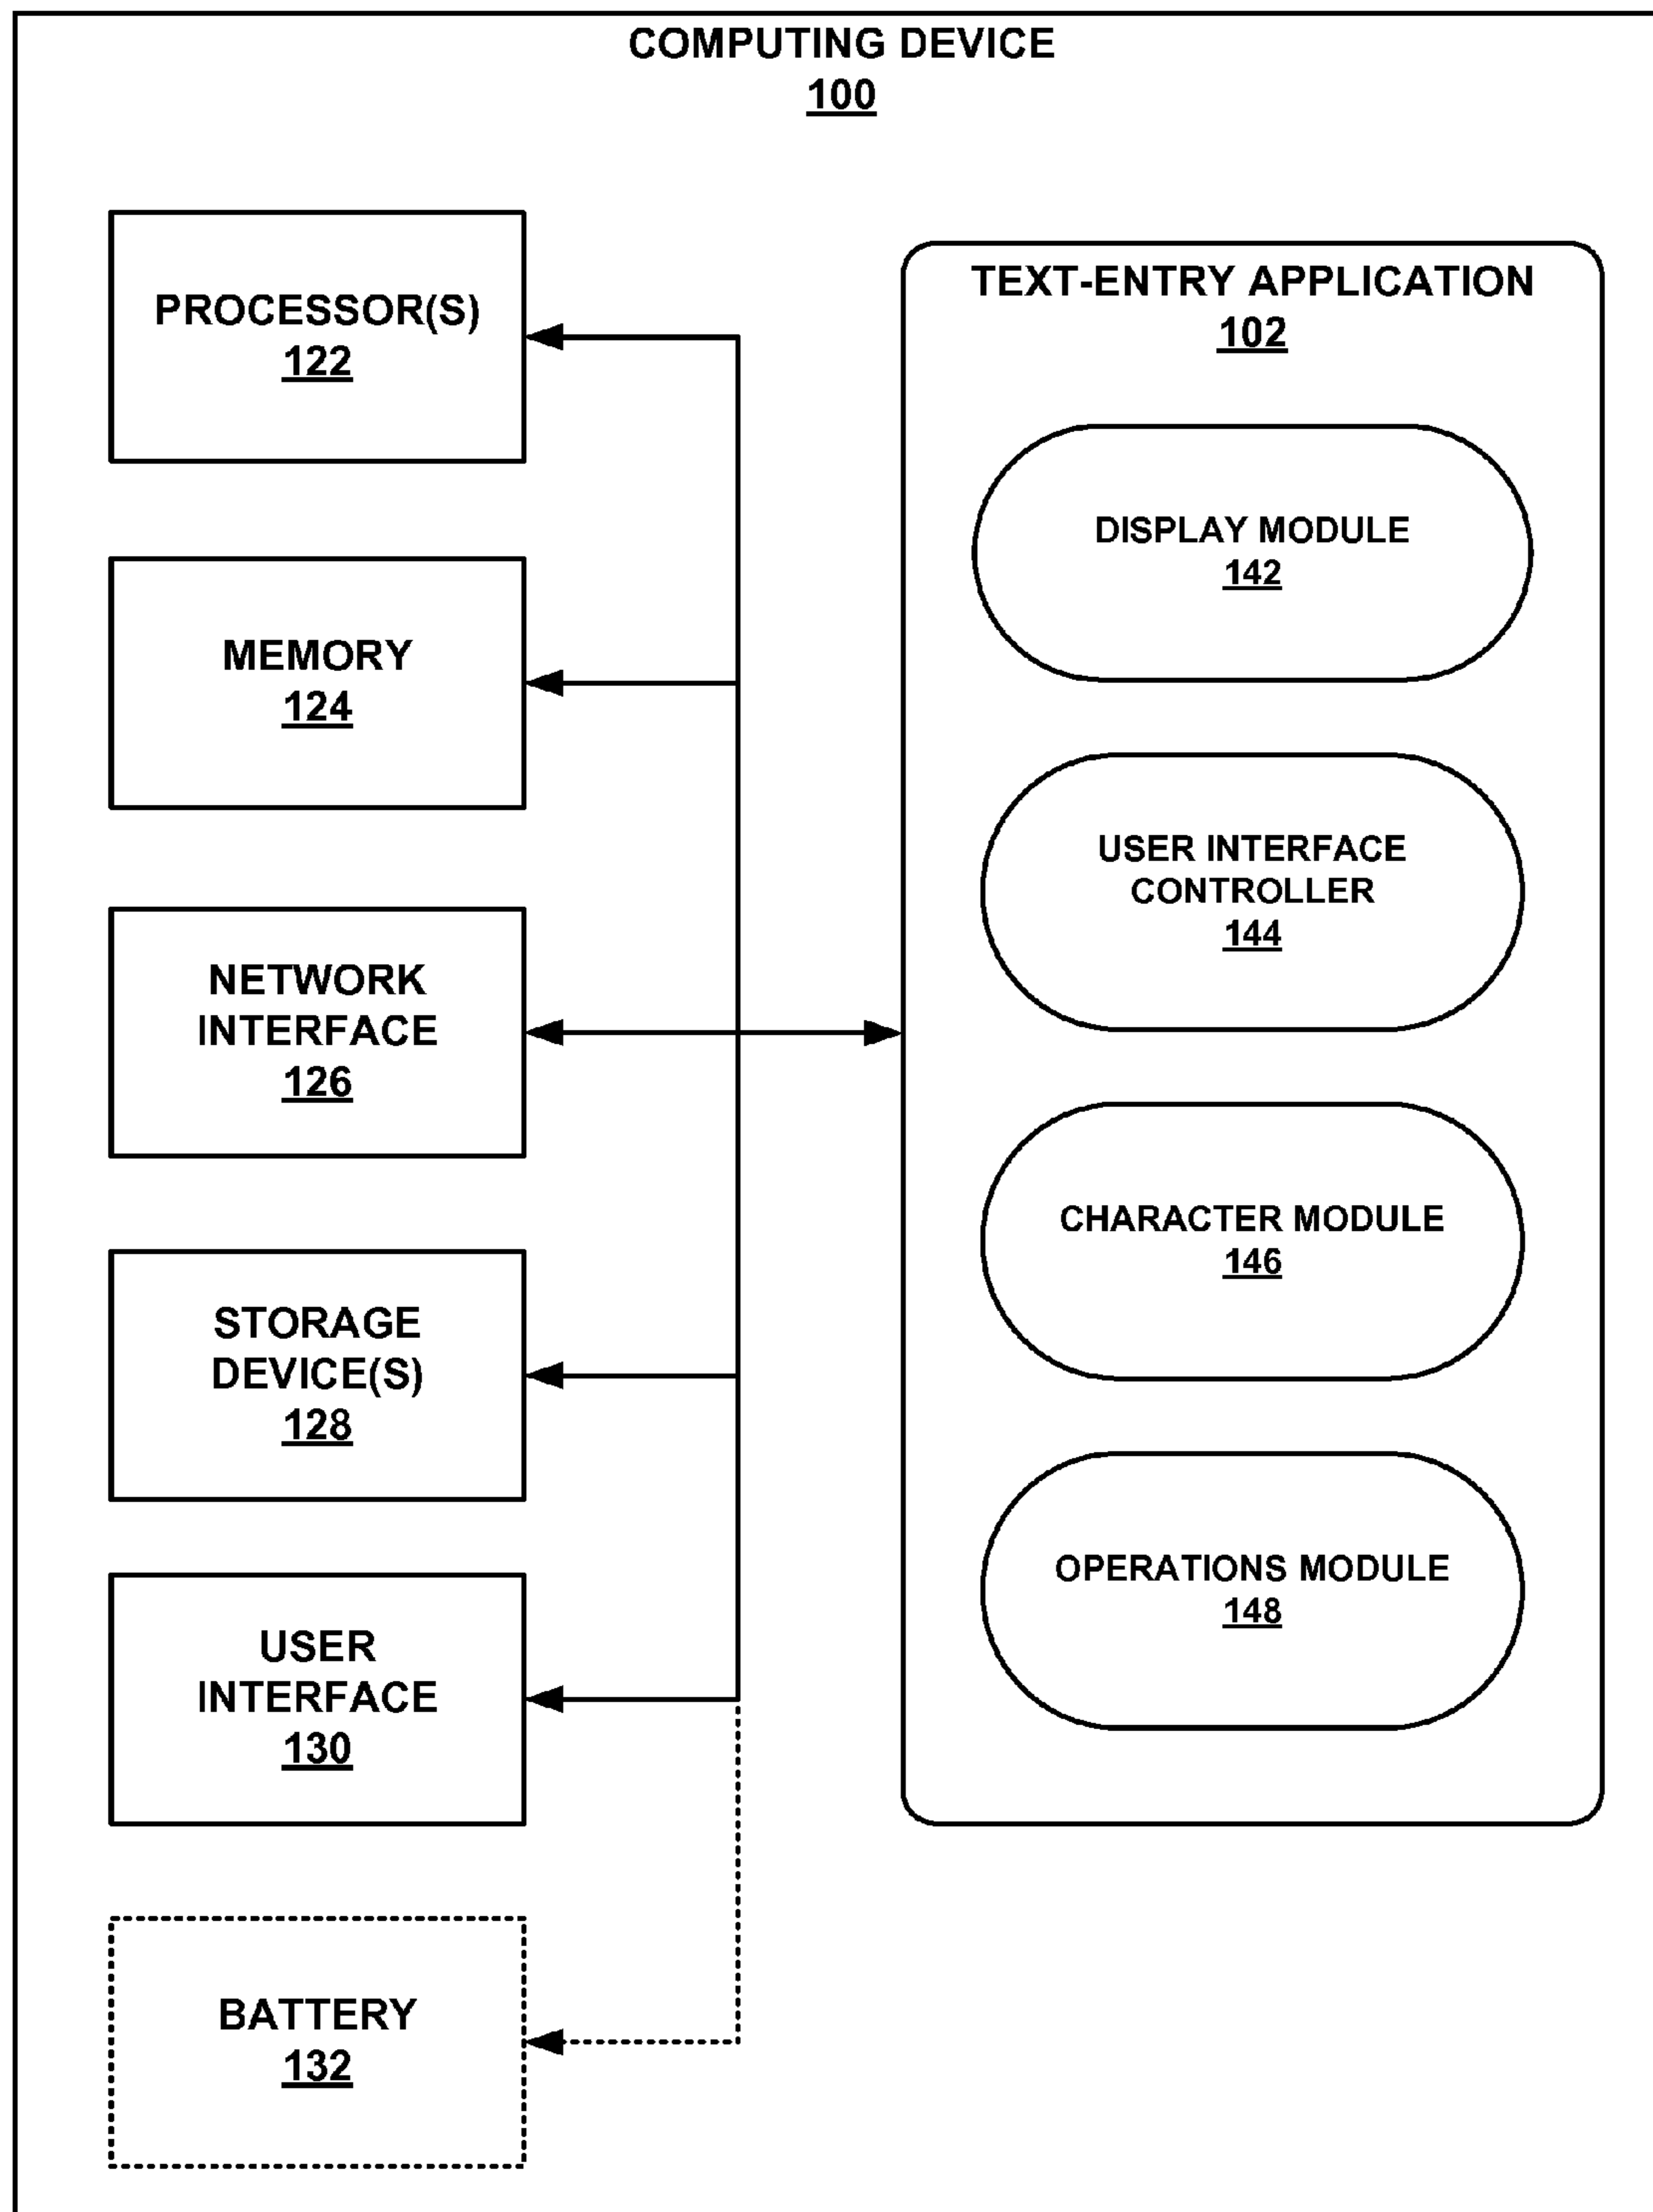 COMPUTING DEVICE
100
PROCESSOR(S)
122
MEMORY
124
NETWORK
INTERFACE
126
STORAGE
DEVICE(S)
128
USER
INTERFACE
130
BATTERY
132
TEXT-ENTRY APPLICATION
102
DISPLAY MODULE
142
USER INTERFACE
CONTROLLER
144
CHARACTER MODULE
146
OPERATIONS MODULE
148